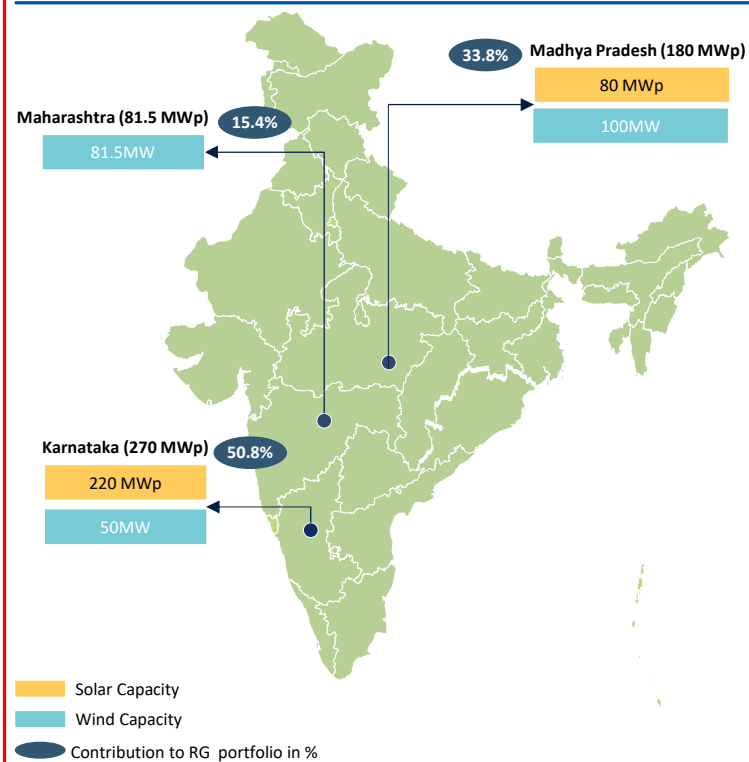 33.8%
Madhya Pradesh (180 MWp)
80 MWp
100MW
Maharashtra (81.5 MWp)
15.4%
81.5MW
Karnataka (270 MWp)
50.8%
220 MWp
50MW
Solar Capacity
Wind Capacity
Contribution to RG portfolio in %